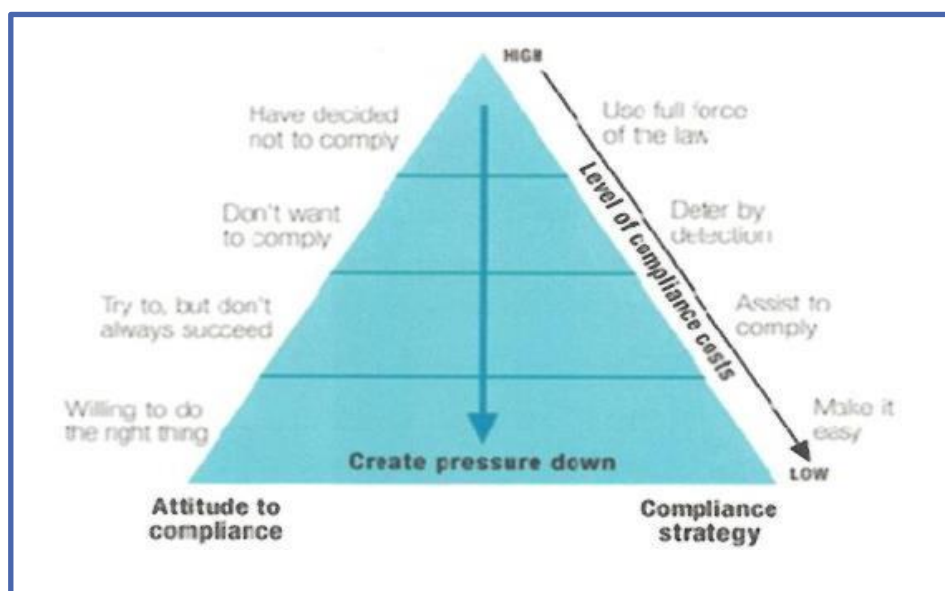 HIGH
Have decided
not to comply
Use full force
of the law
Don't want
to comply
Deter by
detection
Level of compliance costs
Try to, but don't
always succeed
Assist to
comply
Willing to do
the right thing
Make it
easy
Create pressure down
LOW
Attitude to
compliance
Compliance
strategy